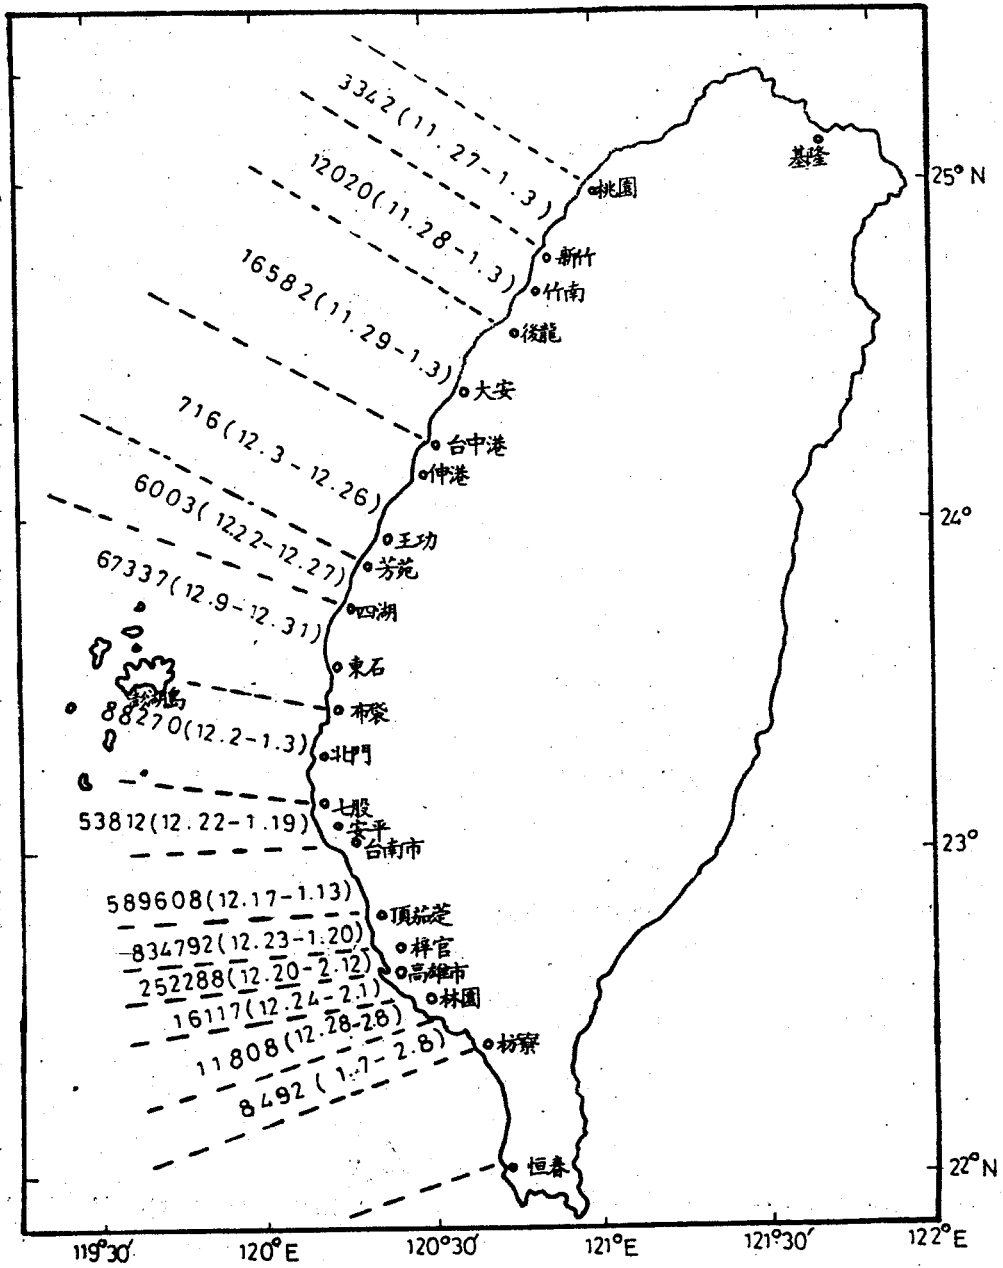 3342(11.27-1.3)
基隆
25°N
桃園
12020(11.28-1.3)
新竹
竹南
16582(11.29-1.3)
後龍
大安
716(12.3-12.26)
台中港
伸港
6003(12.22-12.27)
24°
王功
芳苑
67337(12.9-12.31)
四湖
東石
澎湖島
布袋
88270(12.2-1.3)
北門
七股
53812(12.22-1.19)
安平
23°
台南市
589608(12.17-1.13)
頂茄萣
834792(12.23-1.20)
梓官
252288(12.20-2.12)
高雄市
16117(12.24-2.1)
林園
11808(12.28-2.8)
枋寮
8492(1.7-2.8)
恒春
22°N
119°30' 120°E 120°30' 121°E 121°30' 122°E